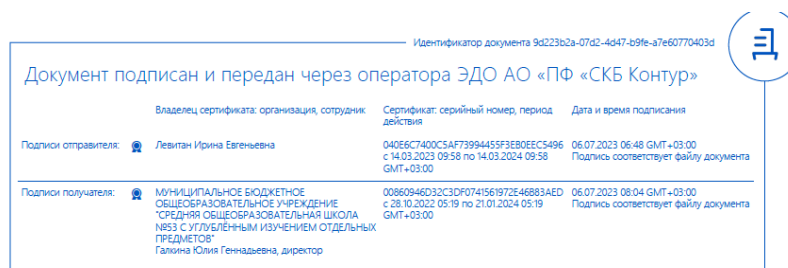 Идентификатор документа 9d223b2a-07d2-4d47-b9fe-a7e60770403d
Документ подписан и передан через оператора ЭДО АО «ПФ «СКБ Контур»
Владелец сертификата: организация, сотрудник
Сертификат: серийный номер, период
действия
Дата и время подписания
Подписи отправителя:
Левитан Ирина Евгеньевна
040E6C7400C5AF73994455F3EB0EEC5496
с 14.03.2023 09:58 по 14.03.2024 09:58
GMT+03:00
06.07.2023 06:48 GMT+03:00
Подпись соответствует файлу документа
Подписи получателя:
МУНИЦИПАЛЬНОЕ БЮДЖЕТНОЕ
ОБЩЕОБРАЗОВАТЕЛЬНОЕ УЧРЕЖДЕНИЕ
"СРЕДНЯЯ ОБЩЕОБРАЗОВАТЕЛЬНАЯ ШКОЛА
№53 С УГЛУБЛЁННЫМ ИЗУЧЕНИЕМ ОТДЕЛЬНЫХ
ПРЕДМЕТОВ"
Галкина Юлия Геннадьевна, директор
00860946D32C3DF0741561972E46B83AED
с 28.10.2022 05:19 по 21.01.2024 05:19
GMT+03:00
06.07.2023 08:04 GMT+03:00
Подпись соответствует файлу документа